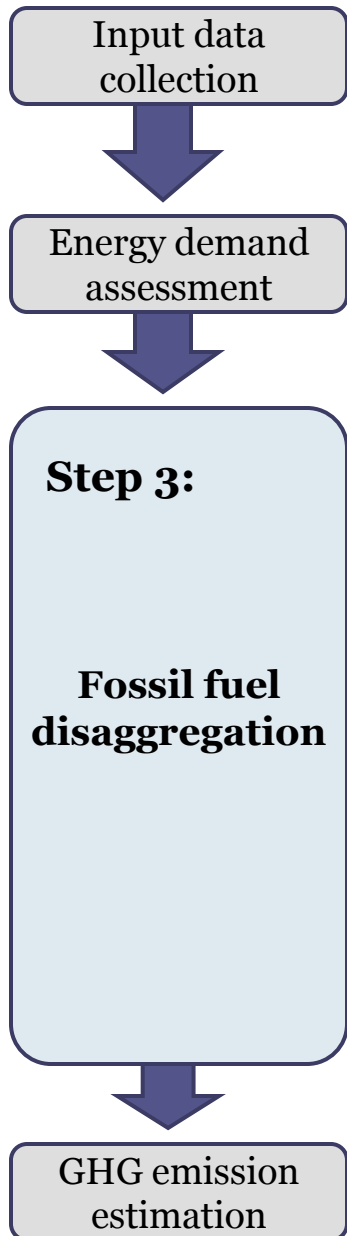 Input data
collection
Energy demand
assessment
Step 3:
Fossil fuel
disaggregation
GHG emission
estimation